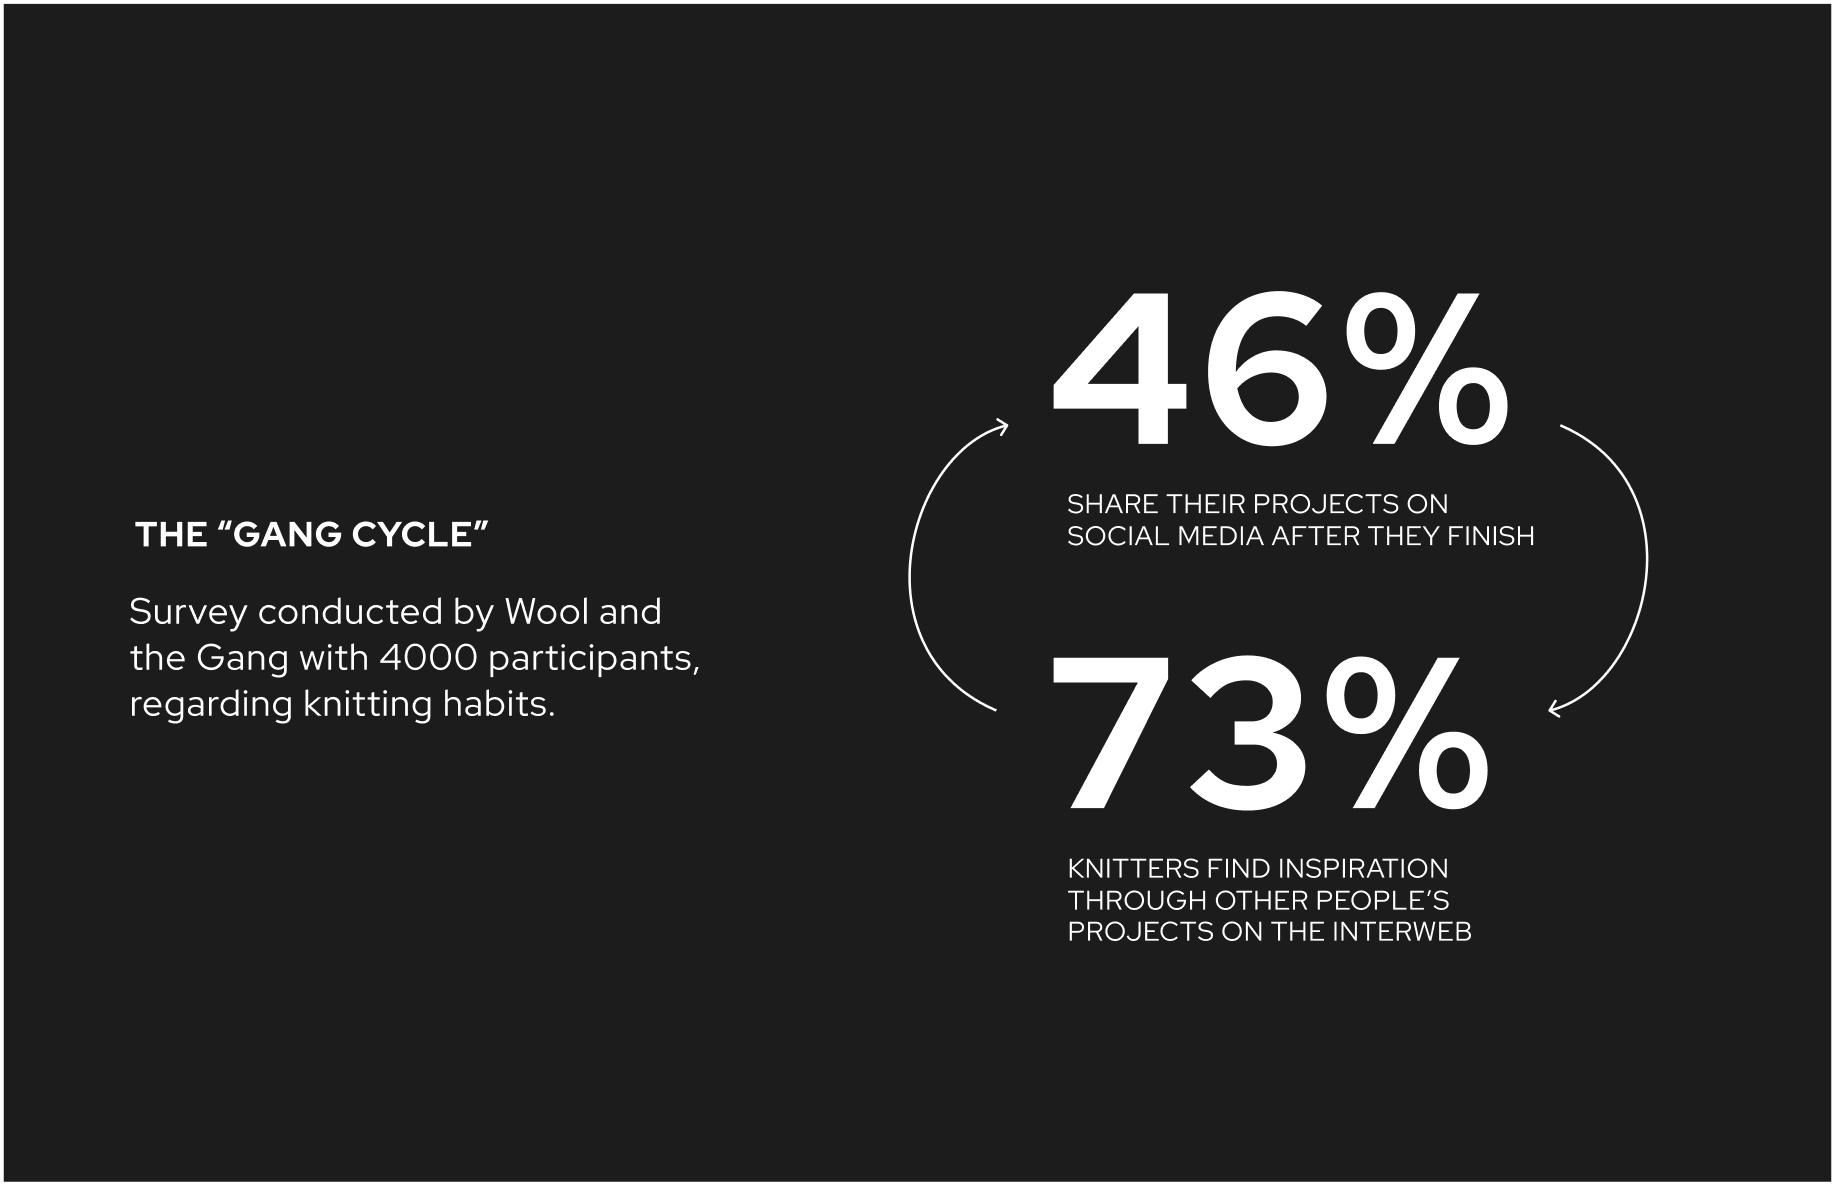 THE “GANG CYCLE”
Survey conducted by Wool and
the Gang with 4000 participants,
regarding knitting habits.
46%
SHARE THEIR PROJECTS ON
SOCIAL MEDIA AFTER THEY FINISH
73%
KNITTERS FIND INSPIRATION
THROUGH OTHER PEOPLE’S
PROJECTS ON THE INTERWEB